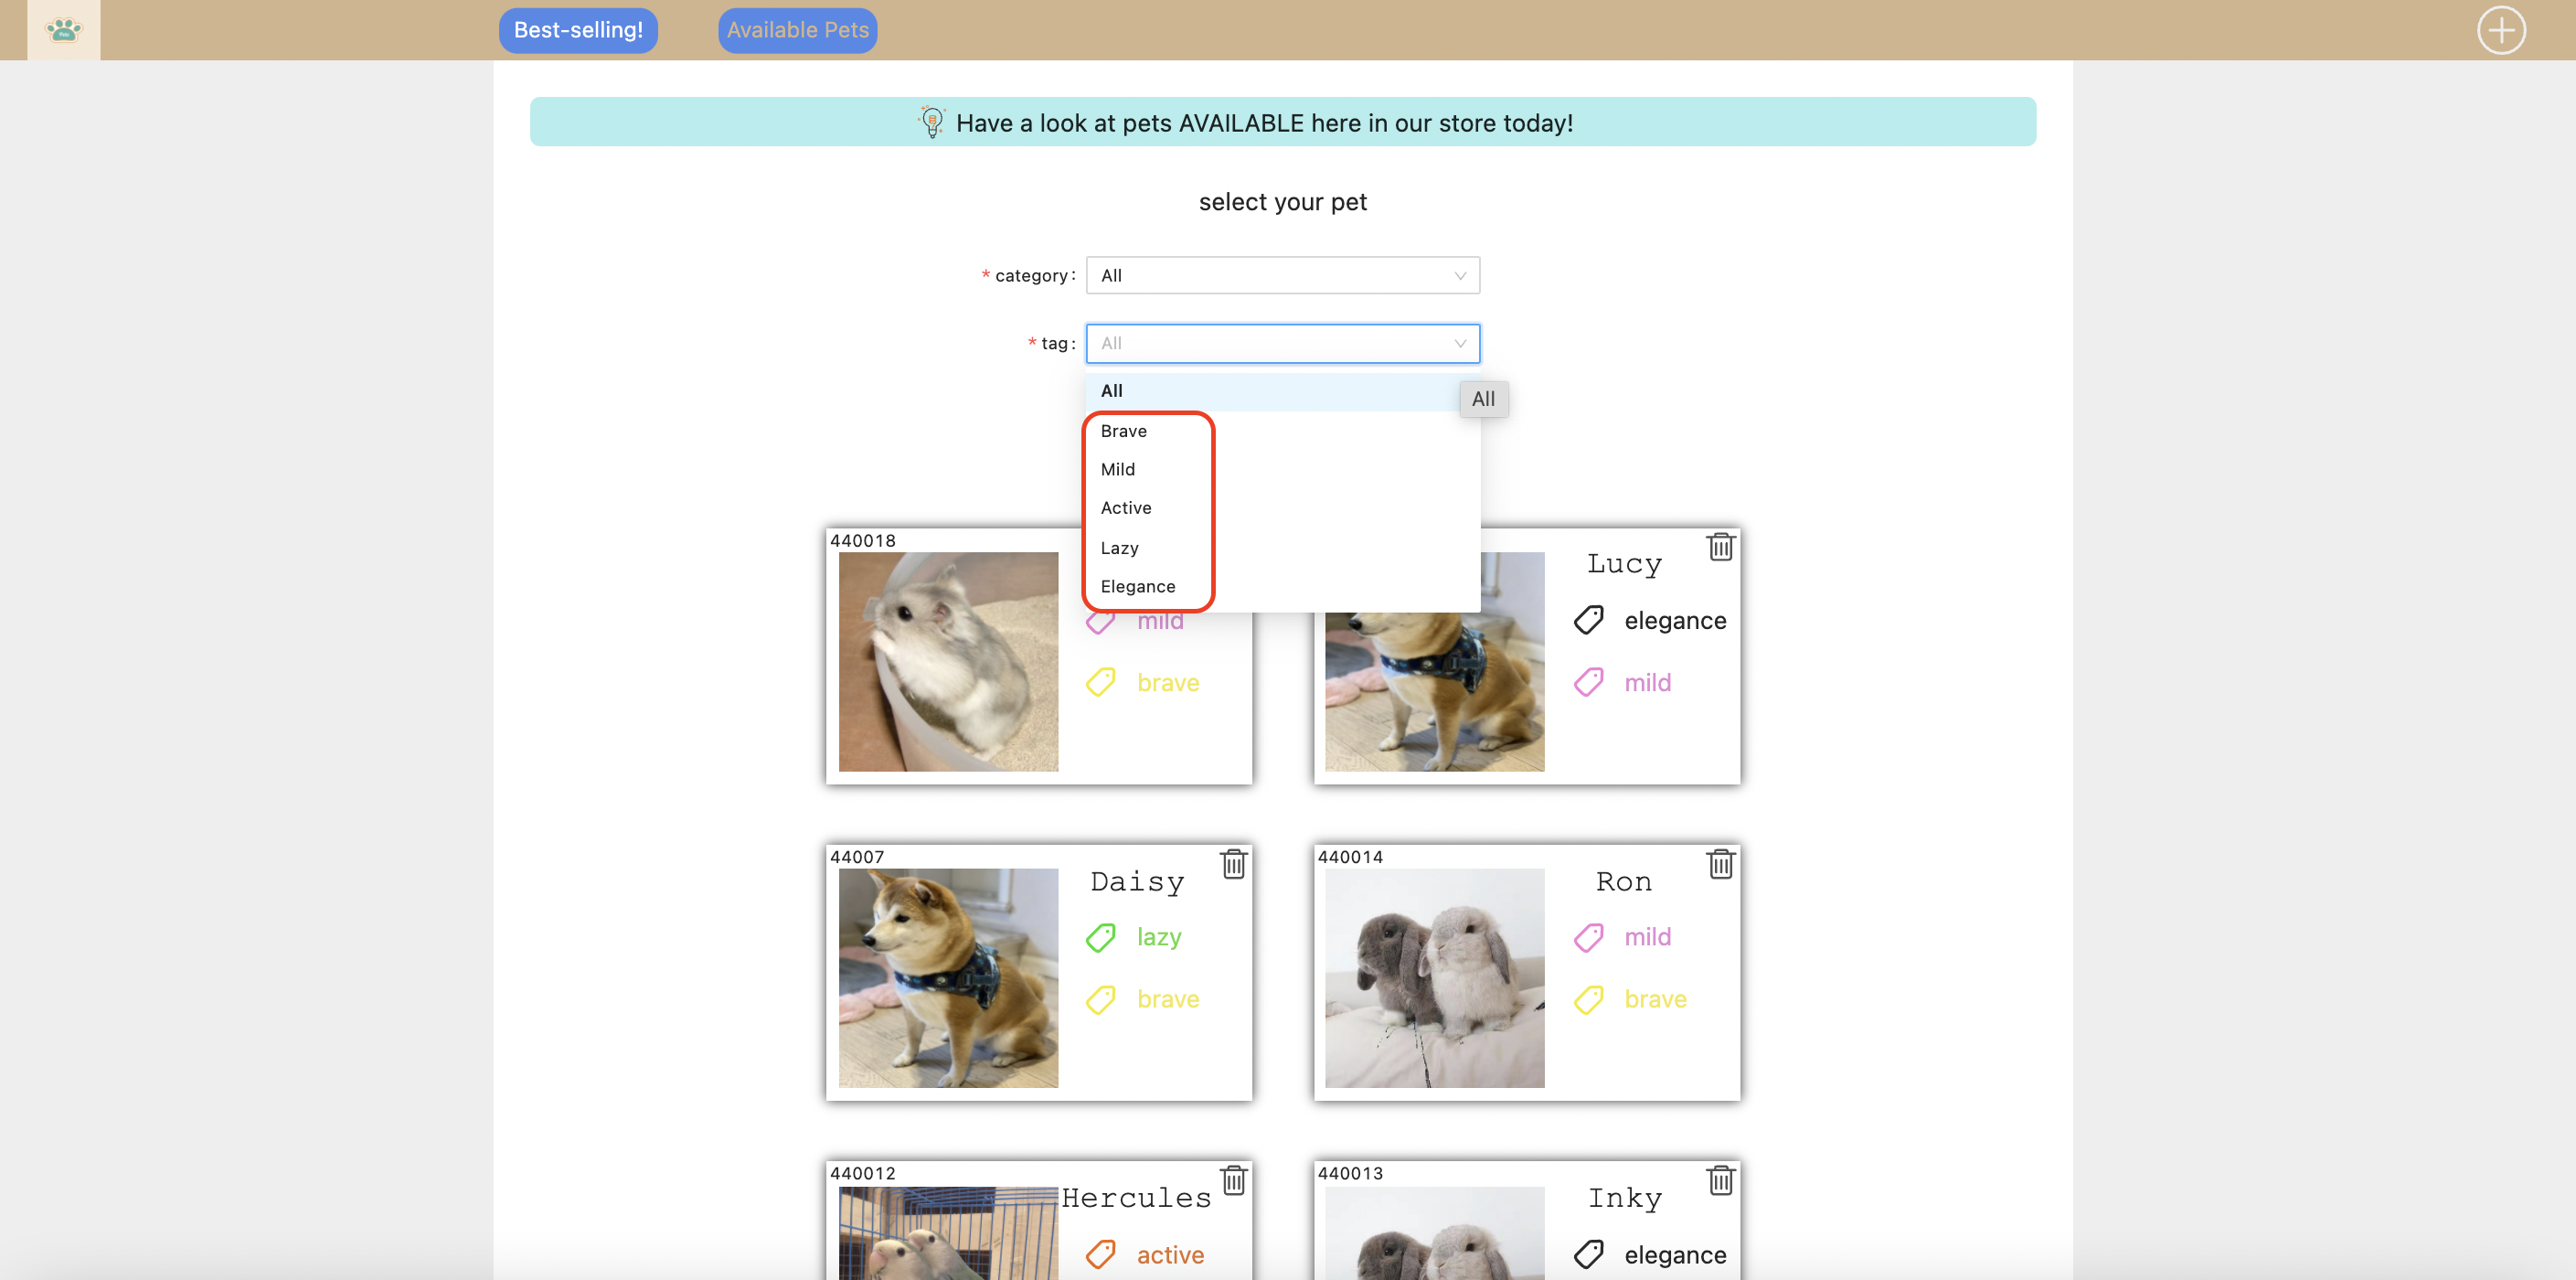 Best-selling!
Available Pets
Have a look at pets AVAILABLE here in our store today!
select your pet
* category: All
* tag: All
All
All
Brave
Mild
Active
Lazy
Elegance
440018
mild
brave
Lucy
elegance
mild
44007
Daisy
lazy
brave
440014
Ron
mild
brave
440012
Hercules
active
440013
Inky
elegance